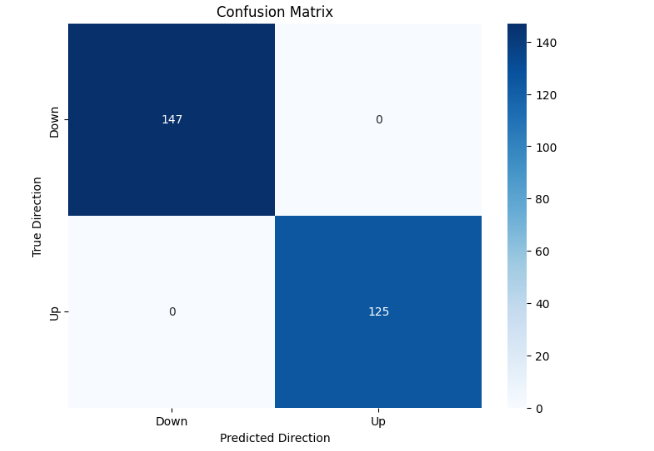 Confusion Matrix
True Direction
Down
147
0
Up
0
125
Down
Up
Predicted Direction
140
120
100
80
60
40
20
0